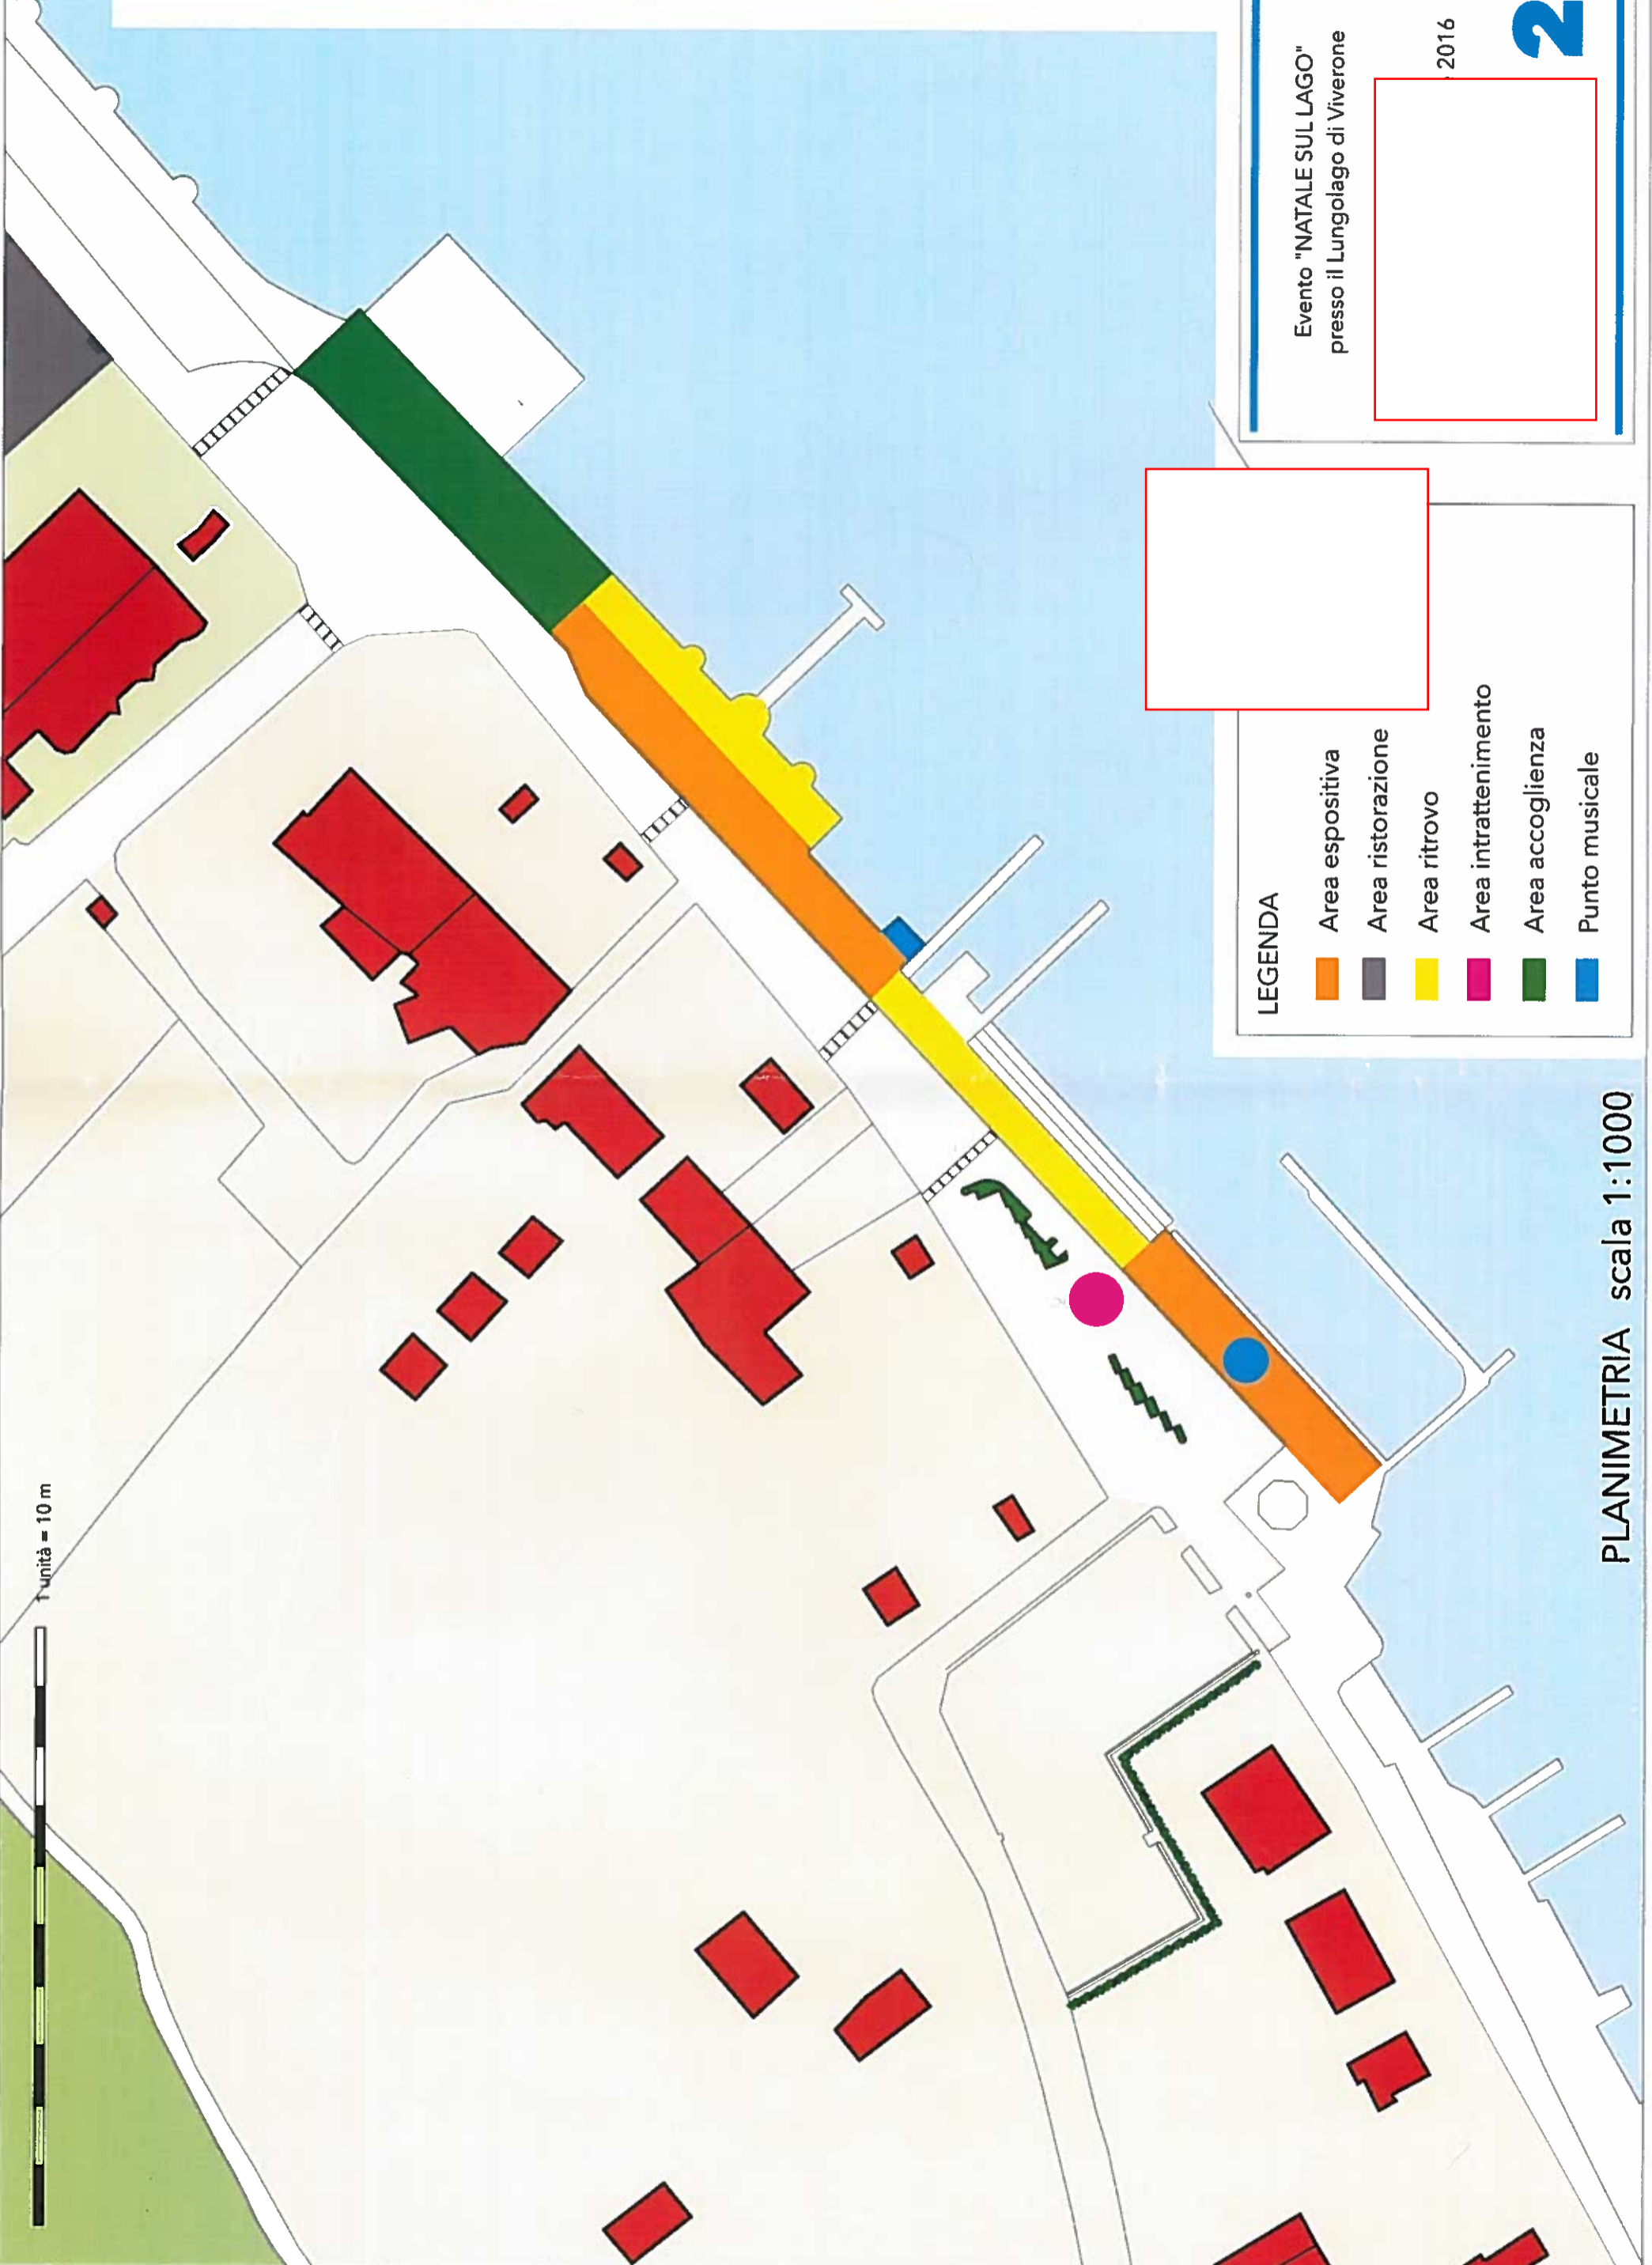 1 unità = 10 m
Evento "NATALE SUL LAGO"
presso il Lungolago di Viverone
2016
2
LEGENDA
Area espositiva
Area ristorazione
Area ritrovo
Area intrattenimento
Area accoglienza
Punto musicale
PLANIMETRIA scala 1:1000